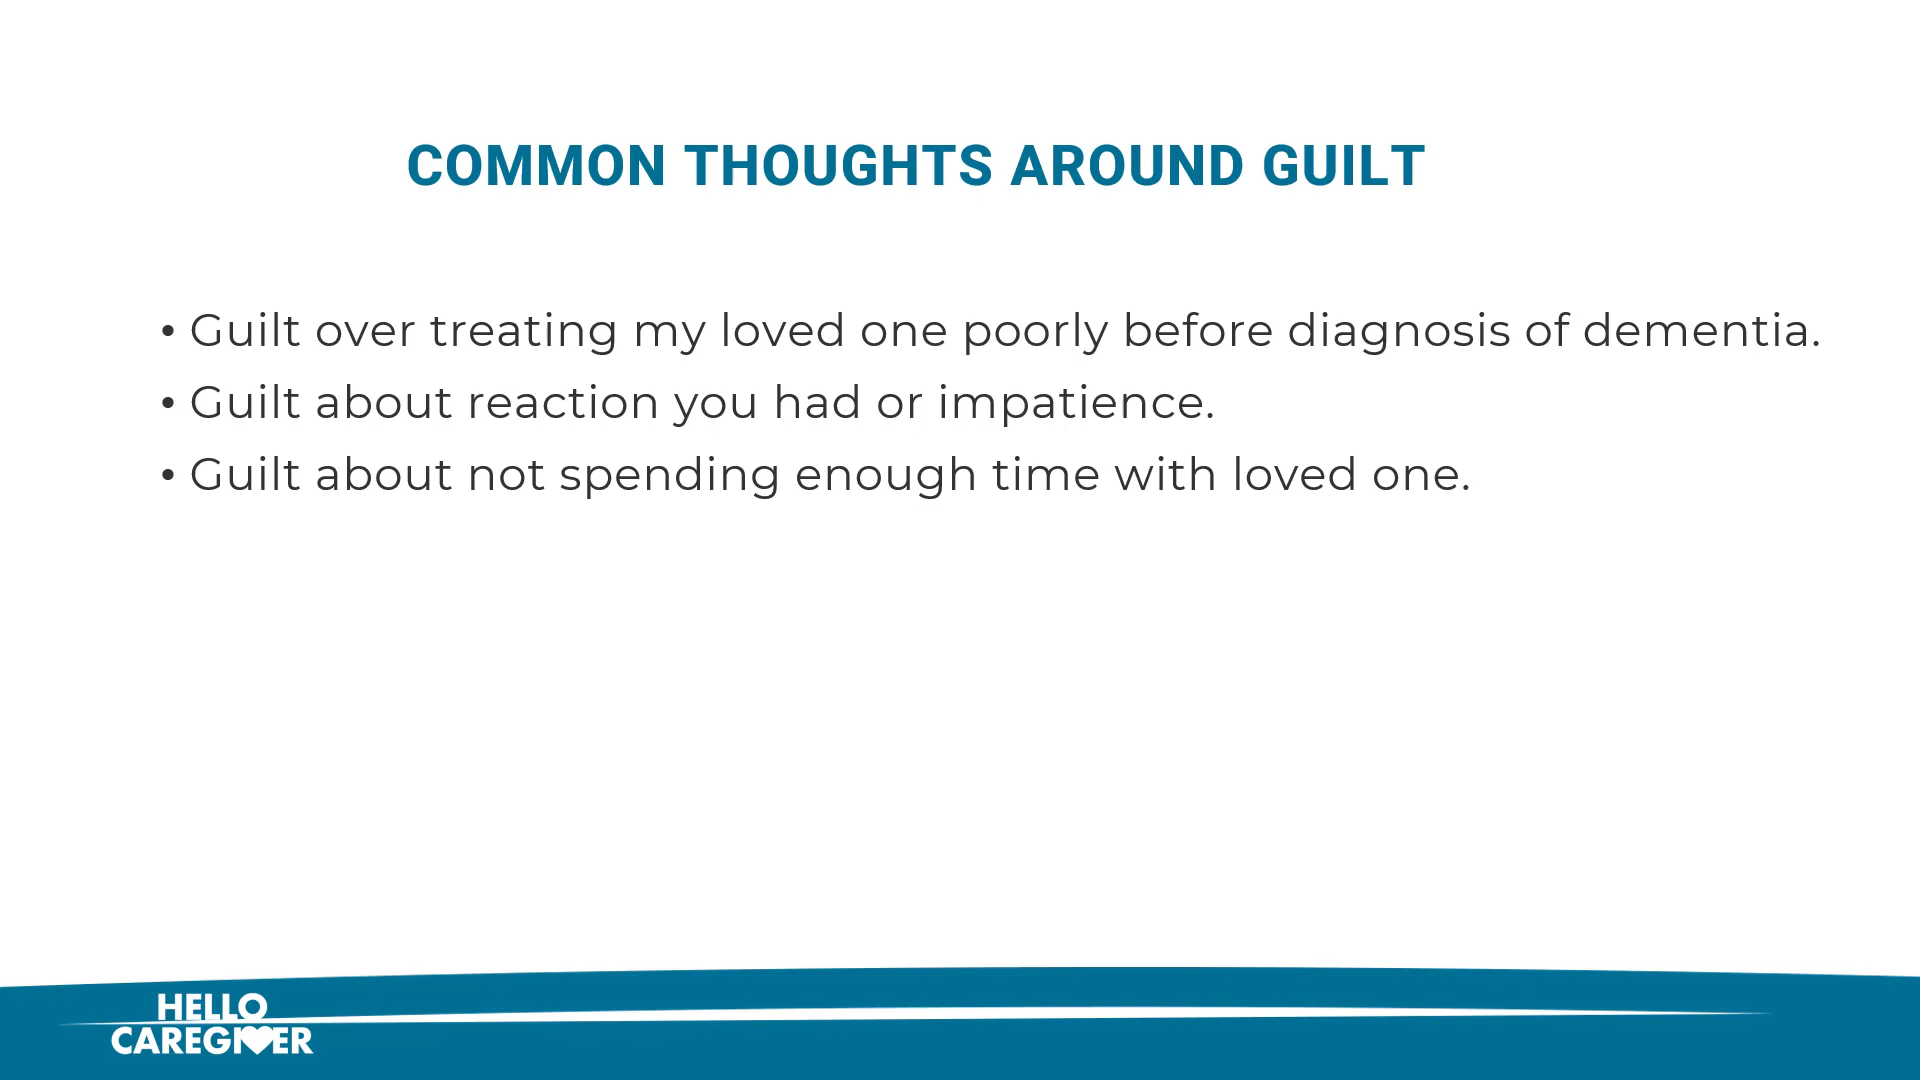 COMMON THOUGHTS AROUND GUILT
• Guilt over treating my loved one poorly before diagnosis of dementia.
• Guilt about reaction you had or impatience.
• Guilt about not spending enough time with loved one.
HELLO
CAREGIVER